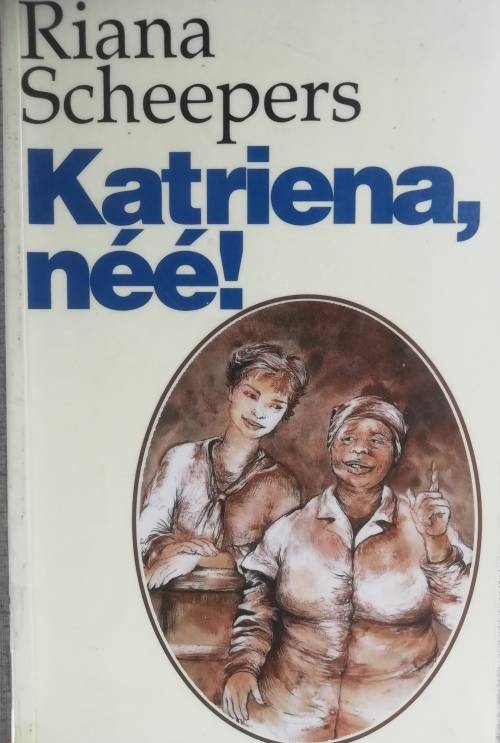 Riana
Scheepers
Katriena,
néé!